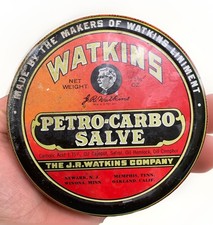 MADE BY THE MAKERS OF WATKINS LINIMENT
WATKINS
NET
WEIGHT
J.R. Watkins
PETRO-CARBO
SALVE
THE J.R. WATKINS COMPANY
NEWARK, N.J. MEMPHIS, TENN.
WINONA, MINN. OAKLAND, CALIF.